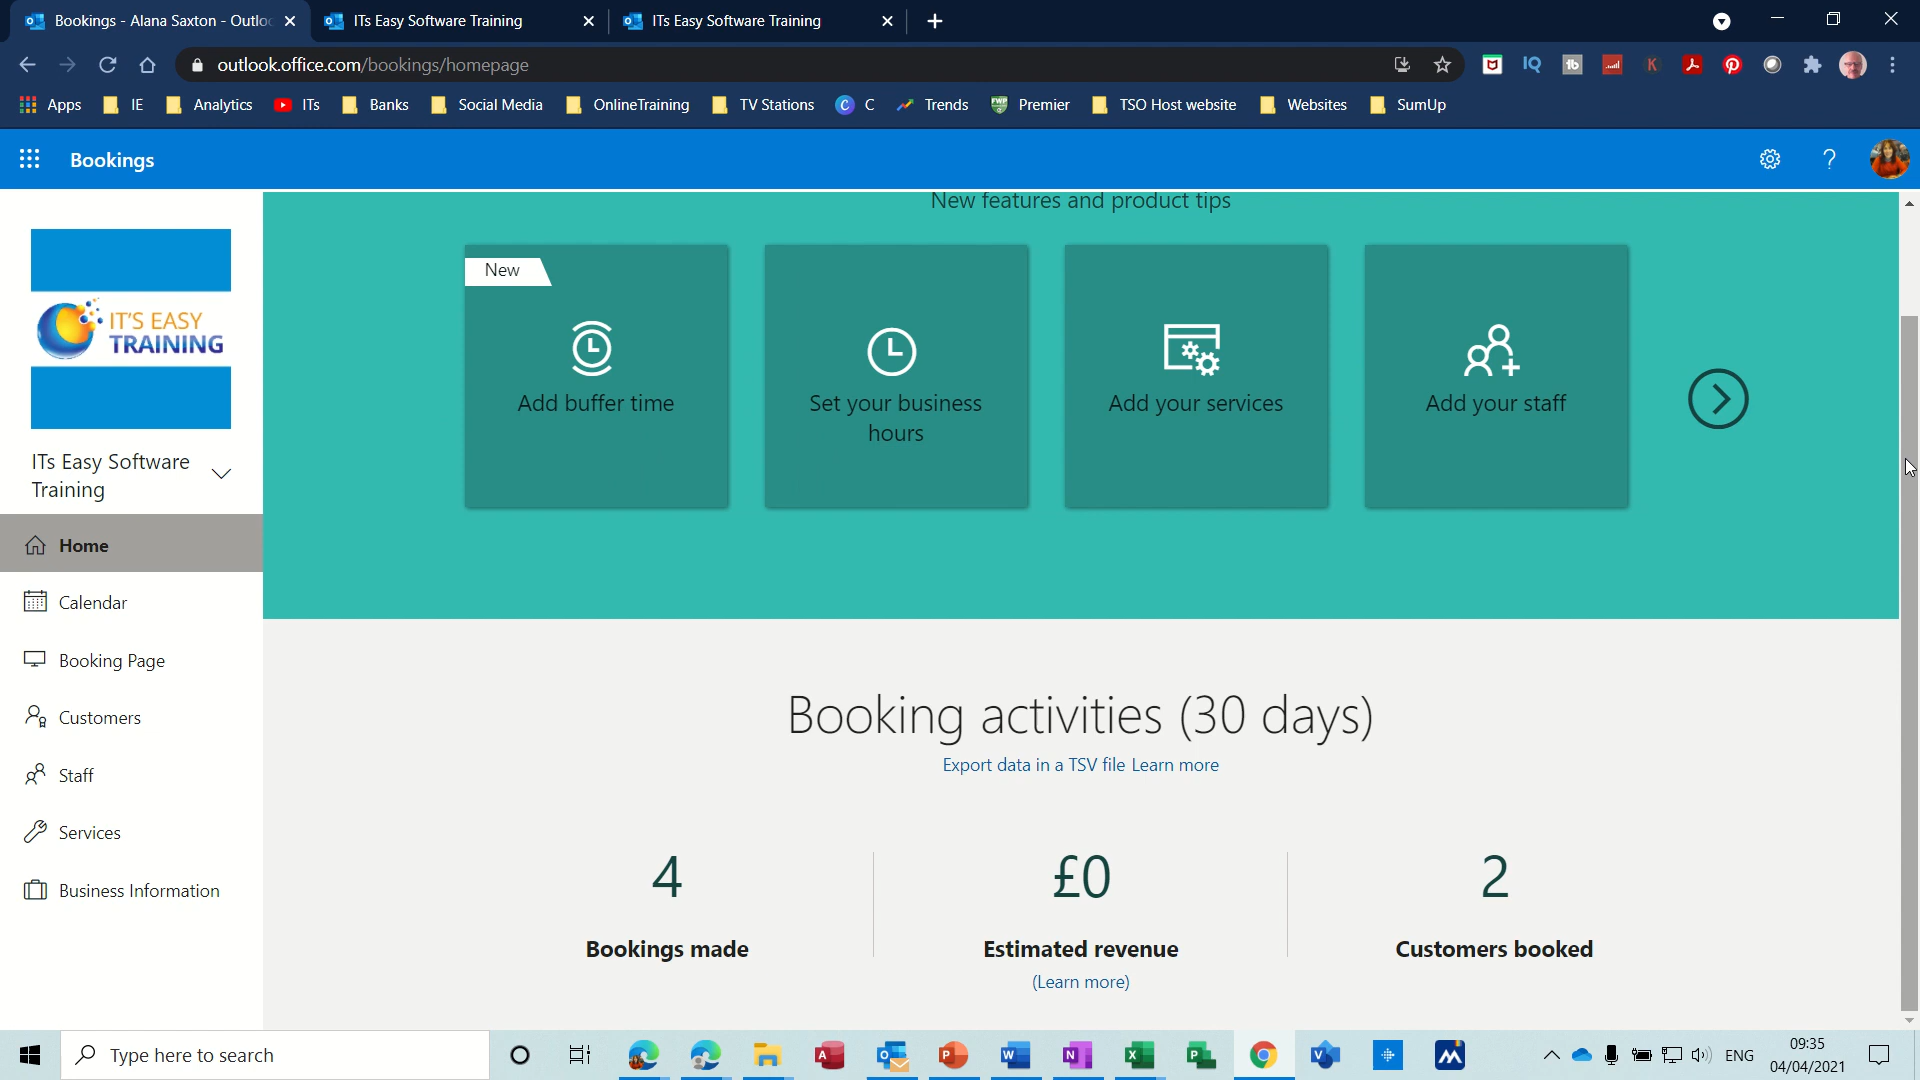 Bookings - Alana Saxton - Outlo
ITs Easy Software Training
ITs Easy Software Training
outlook.office.com/bookings/homepage
Apps
IE
Analytics
ITs
Banks
Social Media
OnlineTraining
TV Stations
C
Trends
Premier
TSO Host website
Websites
SumUp
Bookings
New features and product tips
IT'S EASY
TRAINING
ITs Easy Software
Training
New
Add buffer time
Set your business
hours
Add your services
Add your staff
Home
Calendar
Booking Page
Customers
Staff
Services
Business Information
Booking activities (30 days)
Export data in a TSV file Learn more
4
Bookings made
£0
Estimated revenue
(Learn more)
2
Customers booked
Type here to search
ENG
09:35
04/04/2021